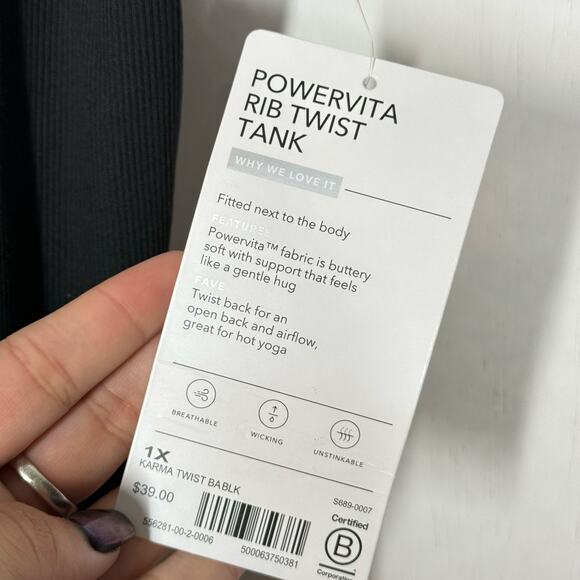 POWERVITA
RIB TWIST
TANK
WHY WE LOVE IT
Fitted next to the body
FEATURES
Powervita™ fabric is buttery
soft with support that feels
like a gentle hug
FAVE
Twist back for an
open back and airflow,
great for hot yoga
BREATHABLE
WICKING
UNSTINKABLE
1X
KARMA TWIST BABLK
$39.00
S689-0007
556281-00-2-0006
500063750381
Certified
B
Corporation